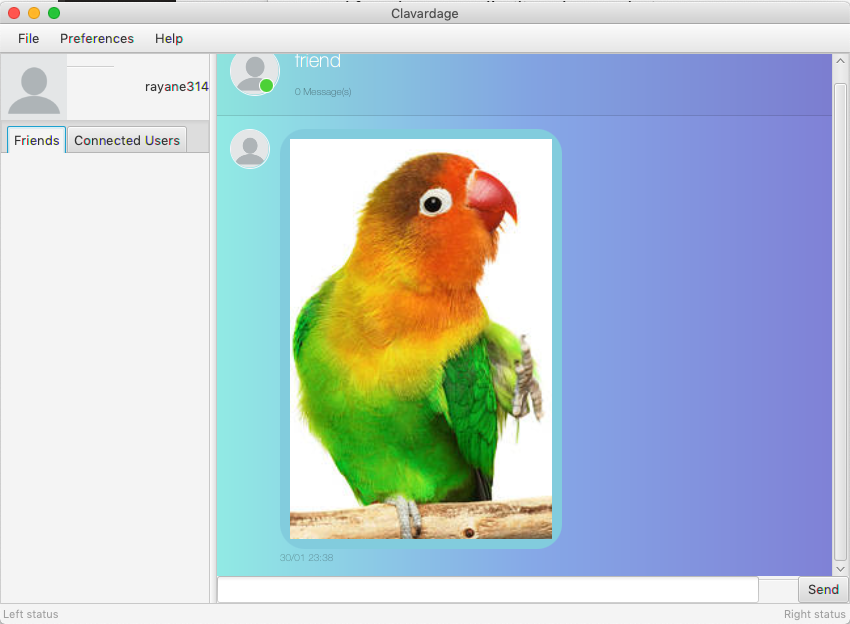 Clavardage
File Preferences Help
rayane314
Friends Connected Users
friend
0 Message(s)
30/01 23:38
Send
Left status
Right status